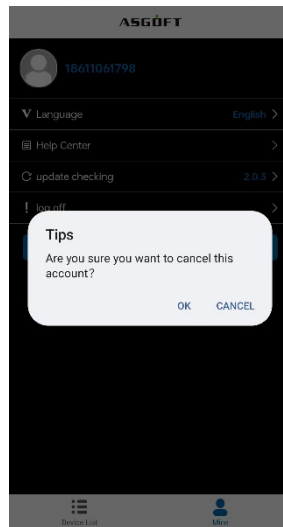 ASGOFT
18611061798
Language
English
Help Center
update checking
2.0.3
log off
Tips
Are you sure you want to cancel this
account?
OK
CANCEL
Device List
Mine